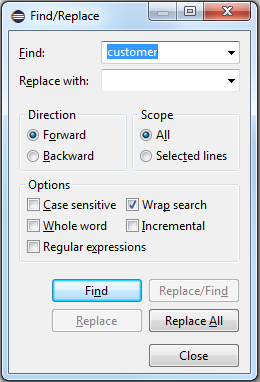 Find/Replace
Find: customer
Replace with:
Direction Scope
Forward All
Backward Selected lines
Options
Case sensitive Wrap search
Whole word Incremental
Regular expressions
Find Replace/Find
Replace Replace All
Close